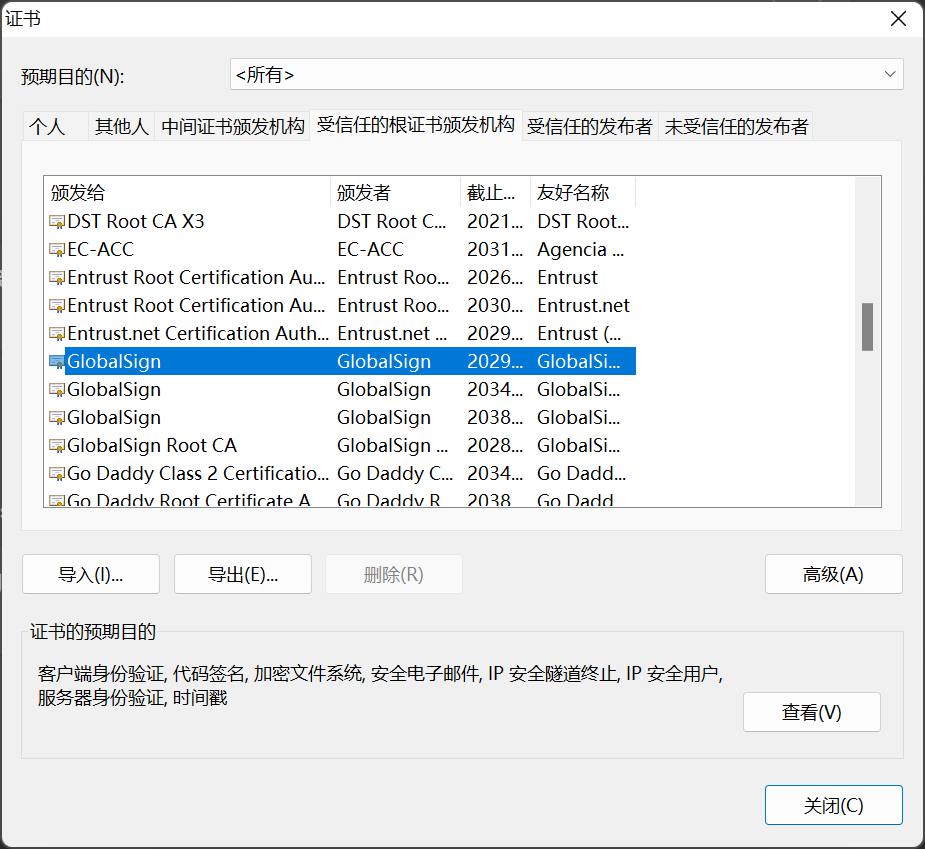 证书
预期目的(N): <所有>
个人 其他人 中间证书颁发机构 受信任的根证书颁发机构 受信任的发布者 未受信任的发布者
颁发给 颁发者 截止... 友好名称
DST Root CA X3 DST Root C... 2021... DST Root...
EC-ACC EC-ACC 2031... Agencia ...
Entrust Root Certification Au... Entrust Roo... 2026... Entrust
Entrust Root Certification Au... Entrust Roo... 2030... Entrust.net
Entrust.net Certification Auth... Entrust.net ... 2029... Entrust (...
GlobalSign GlobalSign 2029... GlobalSi...
GlobalSign GlobalSign 2034... GlobalSi...
GlobalSign GlobalSign 2038... GlobalSi...
GlobalSign Root CA GlobalSign ... 2028... GlobalSi...
Go Daddy Class 2 Certificatio... Go Daddy C... 2034... Go Dadd...
Go Daddy Root Certificate A Go Daddy R 2038 Go Dadd
导入(I)... 导出(E)... 删除(R) 高级(A)
证书的预期目的
客户端身份验证, 代码签名, 加密文件系统, 安全电子邮件, IP 安全隧道终止, IP 安全用户,
服务器身份验证, 时间戳
查看(V)
关闭(C)